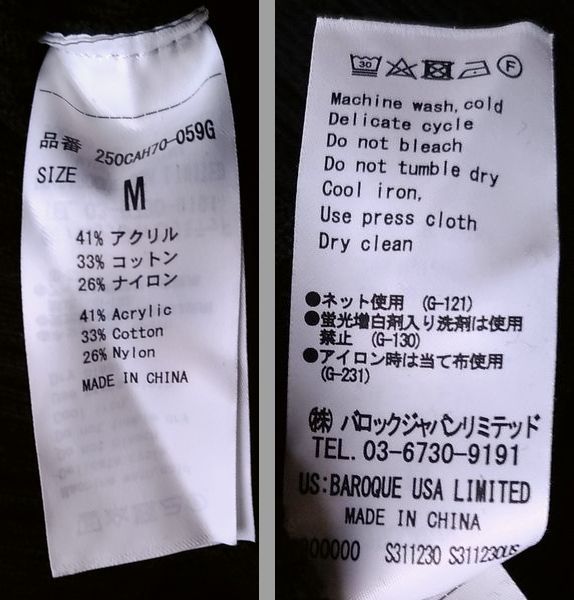 品番 250CAH70-059G
SIZE
M
41% アクリル
33% コットン
26% ナイロン
41% Acrylic
33% Cotton
26% Nylon
MADE IN CHINA
30
F
Machine wash, cold
Delicate cycle
Do not bleach
Do not tumble dry
Cool iron,
Use press cloth
Dry clean
●ネット使用 (G-121)
●蛍光増白剤入り洗剤は使用
禁止 (G-130)
●アイロン時は当て布使用
(G-231)
㈱ バロックジャパンリミテッド
TEL. 03-6730-9191
US:BAROQUE USA LIMITED
MADE IN CHINA
000000 S311230 S311230US